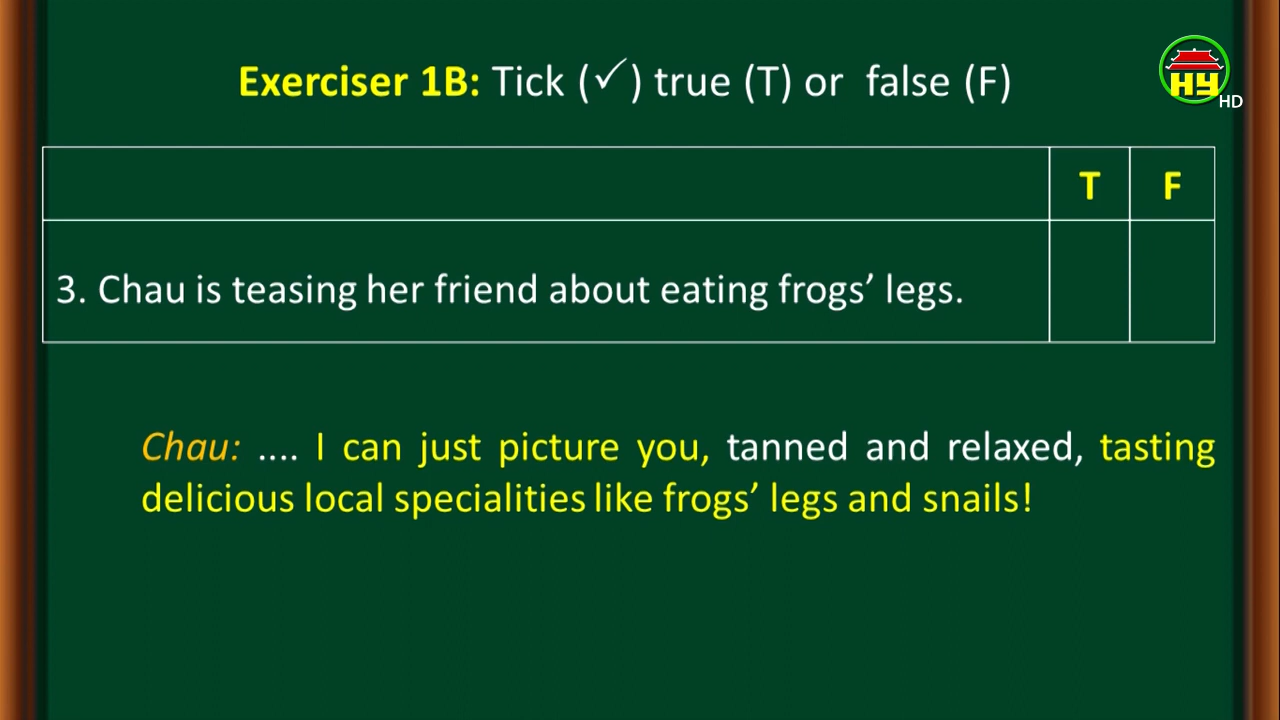 Exerciser 1B: Tick (✓) true (T) or false (F)
HY
HD
T F
3. Chau is teasing her friend about eating frogs’ legs.
Chau: .... I can just picture you, tanned and relaxed, tasting
delicious local specialities like frogs’ legs and snails!